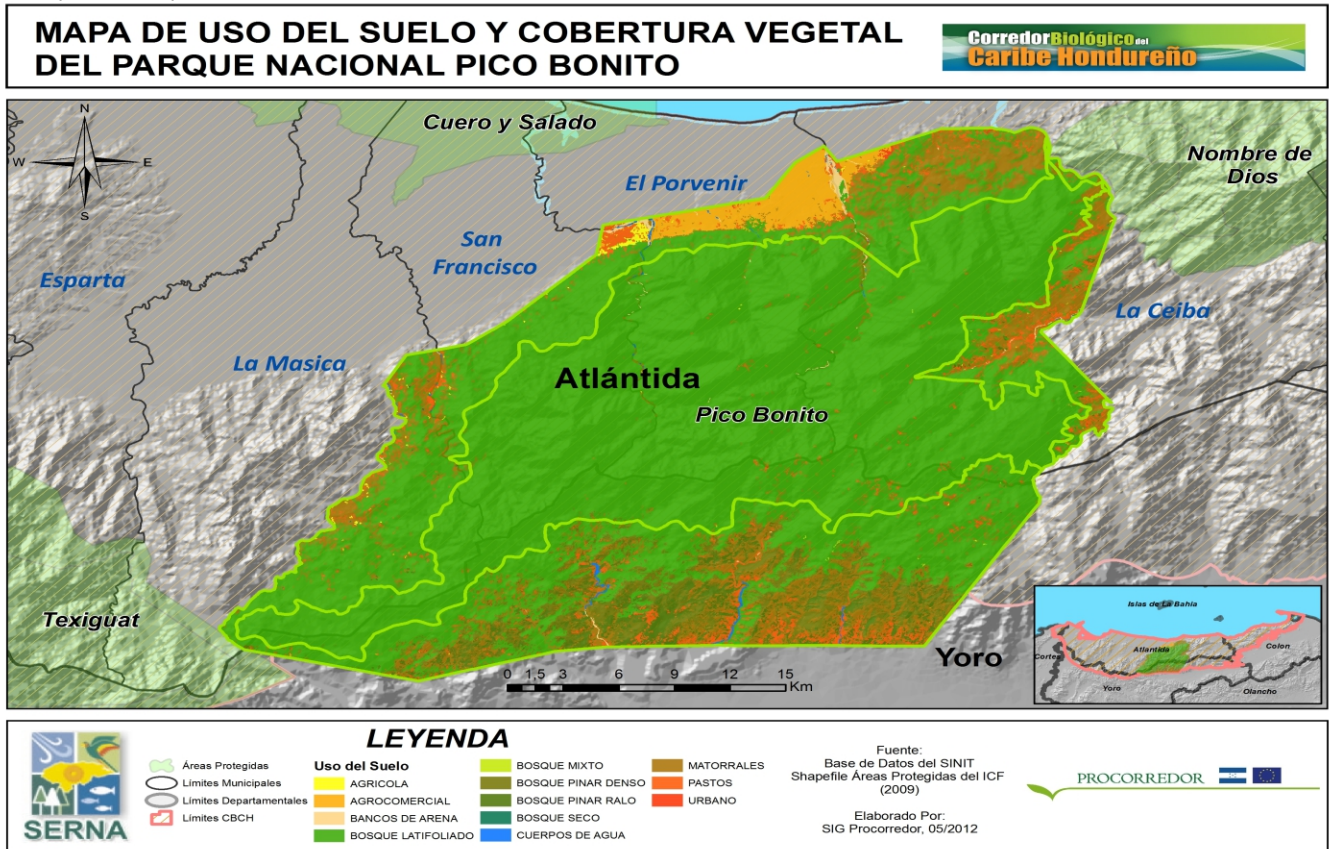 MAPA DE USO DEL SUELO Y COBERTURA VEGETAL
DEL PARQUE NACIONAL PICO BONITO
Corredor Biológico del
Caribe Hondureño
N
W
E
S
Cuero y Salado
Nombre de
Dios
El Porvenir
San
Francisco
Esparta
La Ceiba
La Masica
Atlántida
Pico Bonito
Texiguat
Yoro
0 1,5 3 6 9 12 15
Km
Islas de La Bahia
Cortes
Atlantida
Colon
Yoro
Olancho
SERNA
LEYENDA
Áreas Protegidas
Límites Municipales
Límites Departamentales
Límites CBCH
Uso del Suelo
AGRICOLA
AGROCOMERCIAL
BANCOS DE ARENA
BOSQUE LATIFOLIADO
BOSQUE MIXTO
BOSQUE PINAR DENSO
BOSQUE PINAR RALO
BOSQUE SECO
CUERPOS DE AGUA
MATORRALES
PASTOS
URBANO
Fuente:
Base de Datos del SINIT
Shapefile Áreas Protegidas del ICF
(2009)
Elaborado Por:
SIG Procorredor, 05/2012
PROCORREDOR